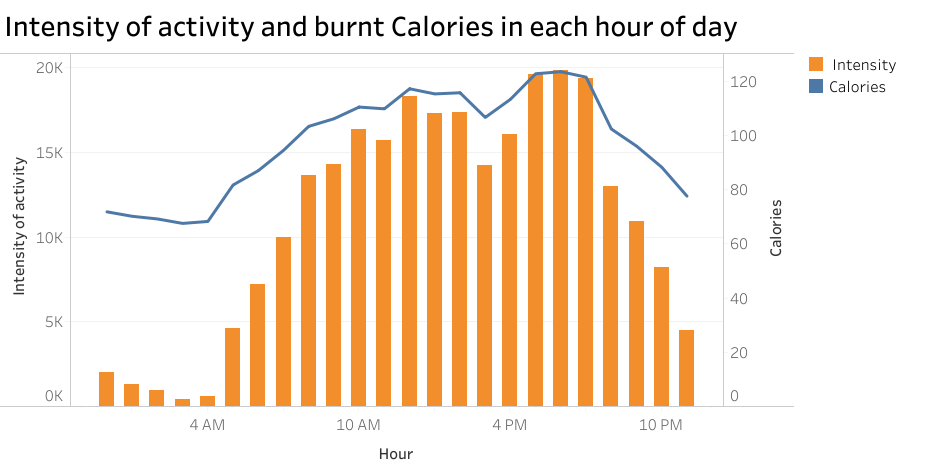 Intensity of activity and burnt Calories in each hour of day
Intensity
Calories
20K
15K
10K
5K
0K
Intensity of activity
120
100
80
60
40
20
0
Calories
4 AM
10 AM
4 PM
10 PM
Hour